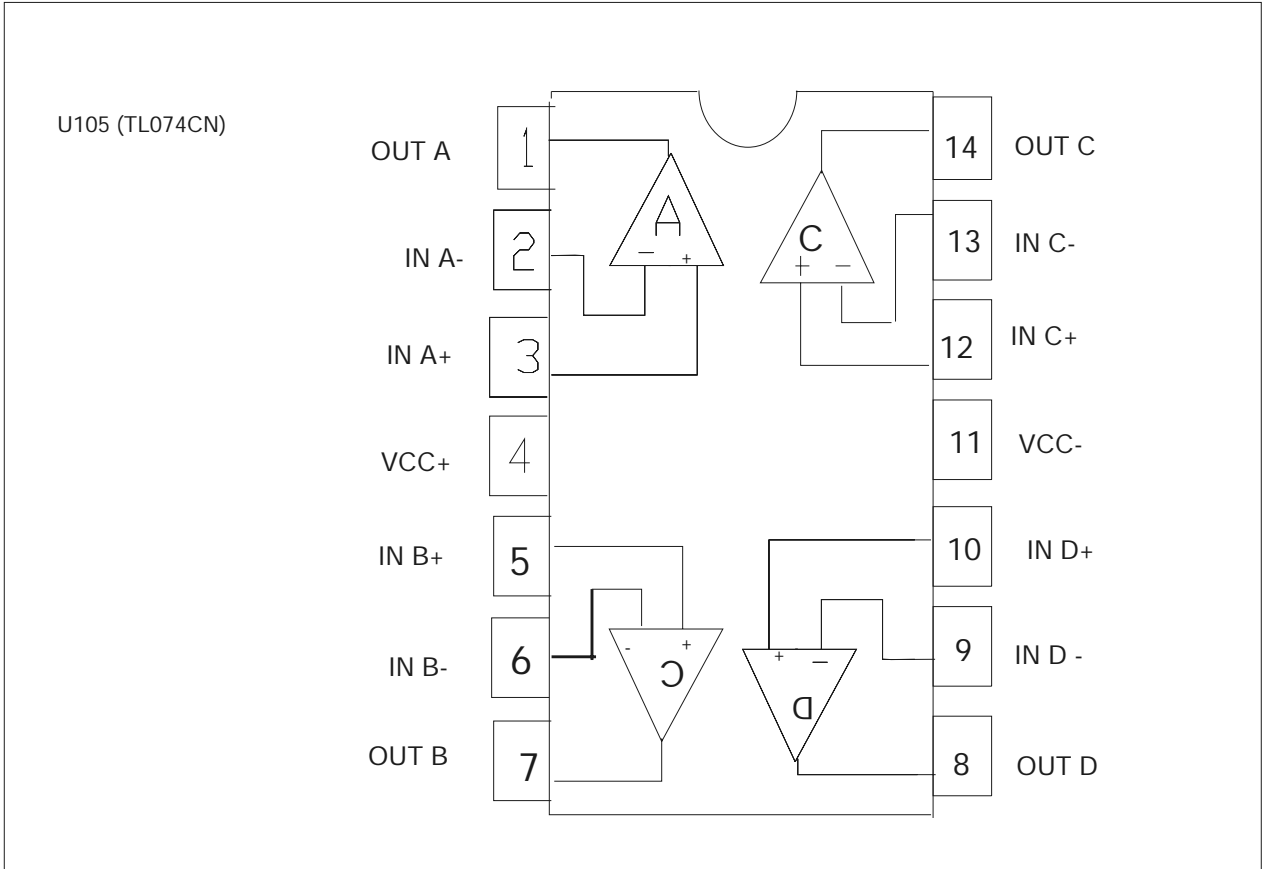 U105 (TL074CN)
OUT A 1 14 OUT C
A C
IN A- 2 13 IN C-
- + + -
IN A+ 3 12 IN C+
VCC+ 4 11 VCC-
IN B+ 5 10 IN D+
- + + -
IN B- 6 9 IN D -
C D
OUT B 7 8 OUT D